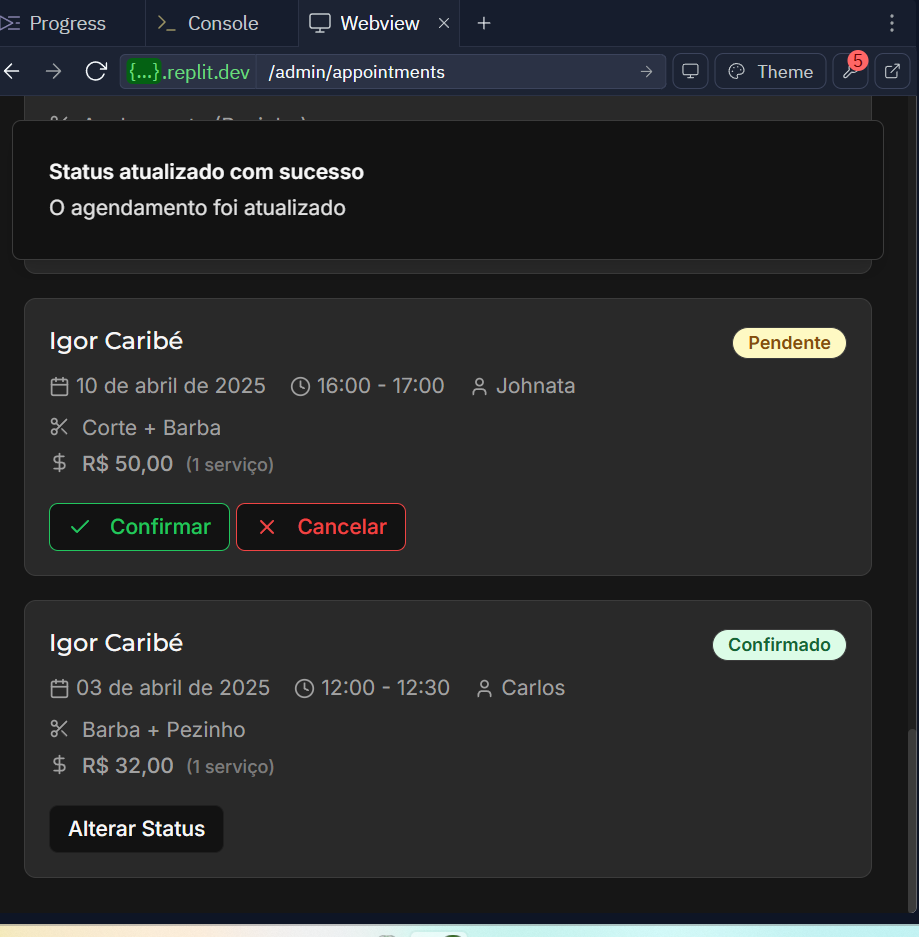 Progress
Console
Webview
{...}.replit.dev /admin/appointments
Theme
5
Status atualizado com sucesso
O agendamento foi atualizado
Igor Caribé
Pendente
10 de abril de 2025 16:00 - 17:00 Johnata
Corte + Barba
R$ 50,00 (1 serviço)
Confirmar
Cancelar
Igor Caribé
Confirmado
03 de abril de 2025 12:00 - 12:30 Carlos
Barba + Pezinho
R$ 32,00 (1 serviço)
Alterar Status